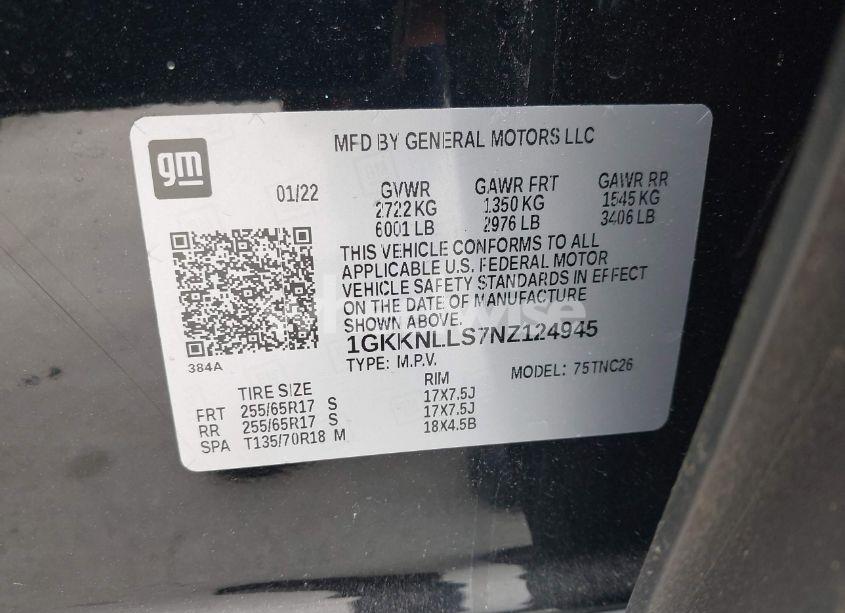 gm
MFD BY GENERAL MOTORS LLC
01/22
GVWR GAWR FRT GAWR RR
2722 KG 1350 KG 1545 KG
6001 LB 2976 LB 3406 LB
THIS VEHICLE CONFORMS TO ALL
APPLICABLE U.S. FEDERAL MOTOR
VEHICLE SAFETY STANDARDS IN EFFECT
ON THE DATE OF MANUFACTURE
SHOWN ABOVE.
1GKKNLLS7NZ124945
384A
TYPE: M.P.V. MODEL: 75TNC26
TIRE SIZE RIM
FRT 255/65R17 S 17X7.5J
RR 255/65R17 S 17X7.5J
SPA T135/70R18 M 18X4.5B